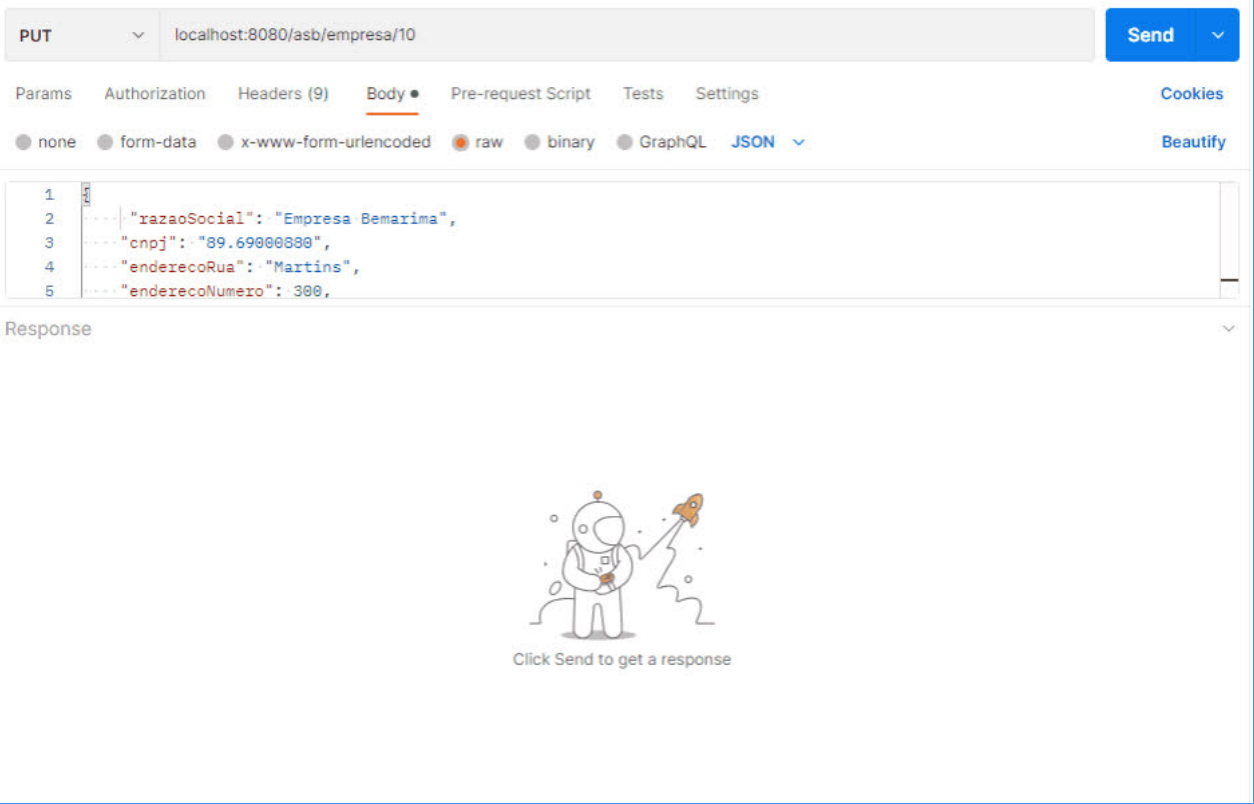 PUT localhost:8080/asb/empresa/10 Send
Params Authorization Headers (9) Body Pre-request Script Tests Settings Cookies
none form-data x-www-form-urlencoded raw binary GraphQL JSON Beautify
1 {
2 "razaoSocial": "Empresa Bemarima",
3 "cnpj": "89.69000880",
4 "enderecoRua": "Martins",
5 "enderecoNumero": 300,
Response
Click Send to get a response